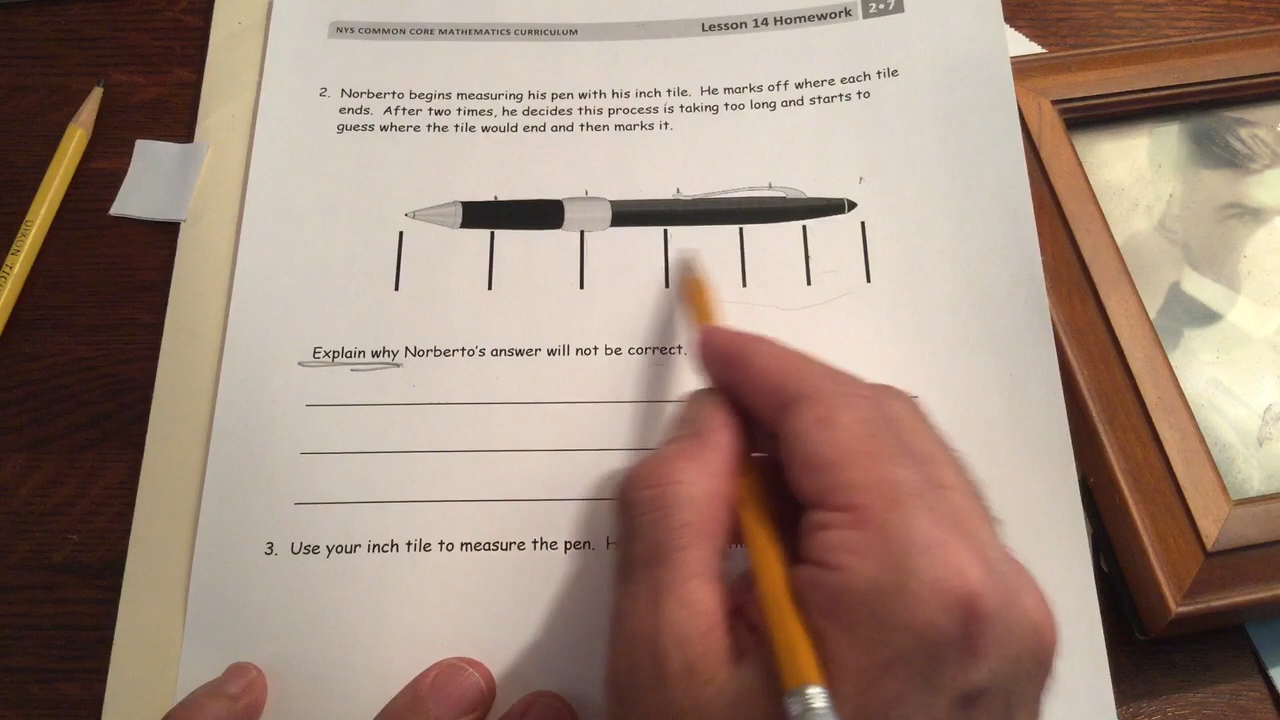 NYS COMMON CORE MATHEMATICS CURRICULUM
Lesson 14 Homework
2•7
2. Norberto begins measuring his pen with his inch tile. He marks off where each tile
ends. After two times, he decides this process is taking too long and starts to
guess where the tile would end and then marks it.
Explain why Norberto's answer will not be correct.
3. Use your inch tile to measure the pen.
DIXON